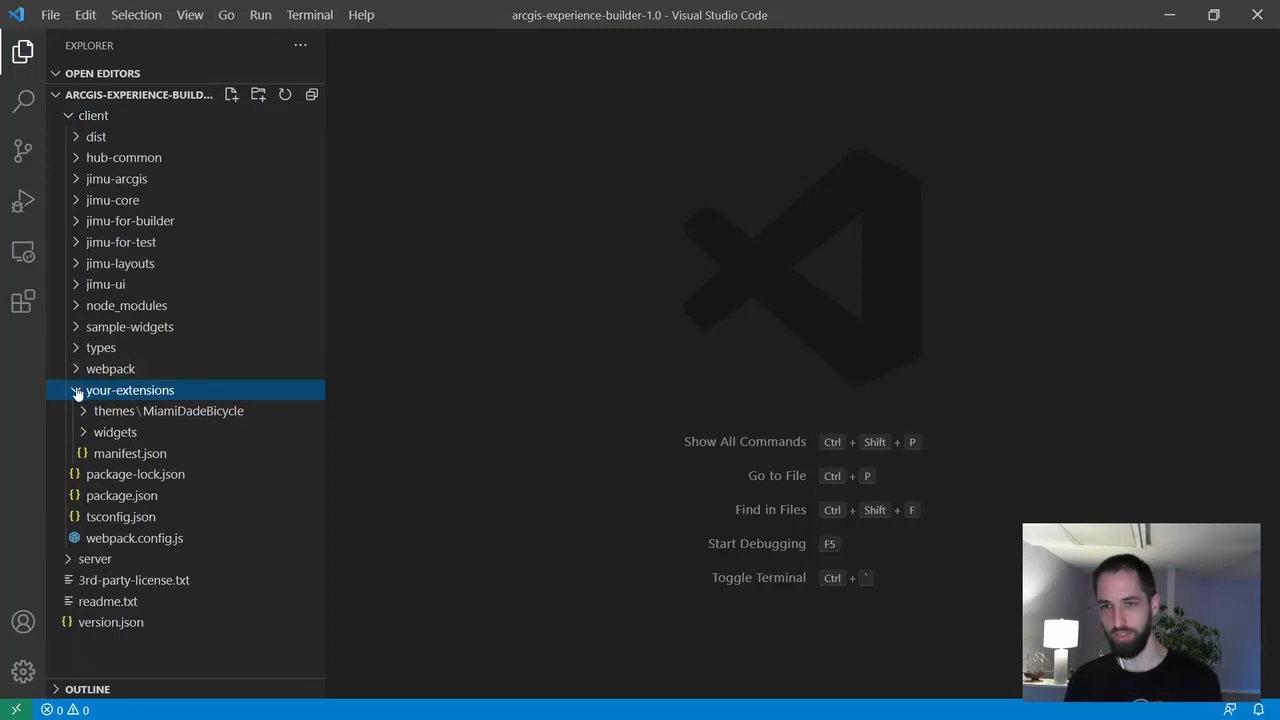 File Edit Selection View Go Run Terminal Help
arcgis-experience-builder-1.0 - Visual Studio Code
EXPLORER
OPEN EDITORS
ARCGIS-EXPERIENCE-BUILD...
client
dist
hub-common
jimu-arcgis
jimu-core
jimu-for-builder
jimu-for-test
jimu-layouts
jimu-ui
node_modules
sample-widgets
types
webpack
your-extensions
themes\MiamiDadeBicycle
widgets
{} manifest.json
{} package-lock.json
{} package.json
{} tsconfig.json
webpack.config.js
server
3rd-party-license.txt
readme.txt
{} version.json
OUTLINE
Show All Commands Ctrl + Shift + P
Go to File Ctrl + P
Find in Files Ctrl + Shift + F
Start Debugging F5
Toggle Terminal Ctrl + `
0 0